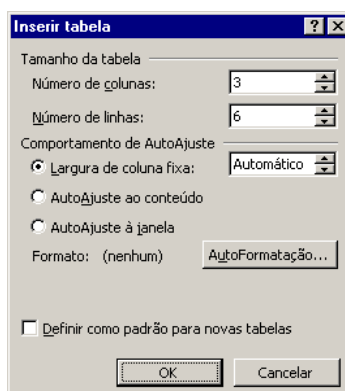 Inserir tabela
Tamanho da tabela
Número de colunas: 3
Número de linhas: 6
Comportamento de AutoAjuste
Largura de coluna fixa: Automático
AutoAjuste ao conteúdo
AutoAjuste à janela
Formato: (nenhum) AutoFormatação...
Definir como padrão para novas tabelas
OK Cancelar